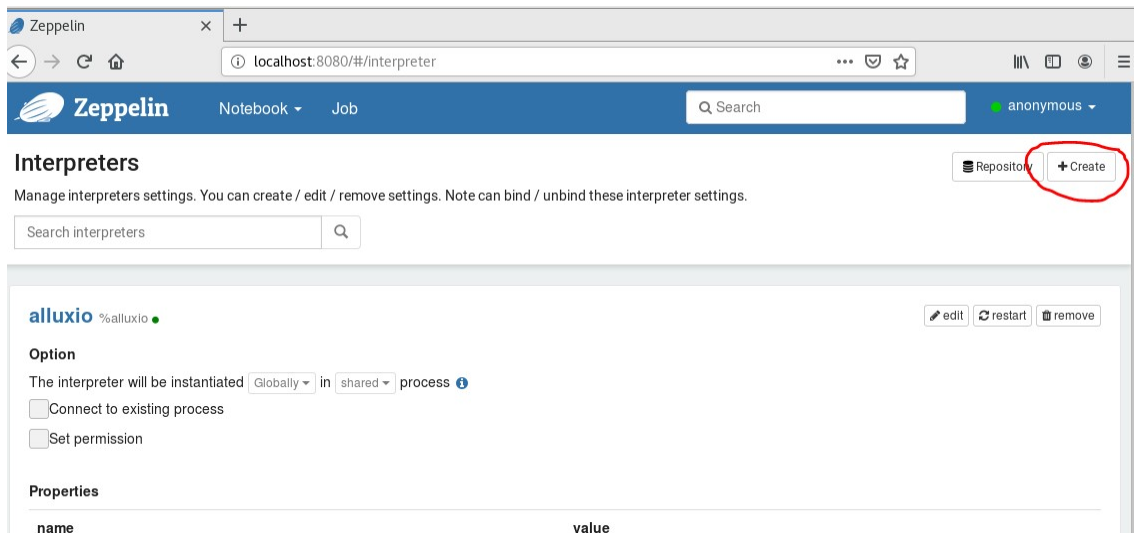 Zeppelin
localhost:8080/#/interpreter
Zeppelin Notebook Job Search anonymous
Interpreters
Repository Create
Manage interpreters settings. You can create / edit / remove settings. Note can bind / unbind these interpreter settings.
Search interpreters
alluxio %alluxio edit restart remove
Option
The interpreter will be instantiated Globally in shared process
Connect to existing process
Set permission
Properties
name value